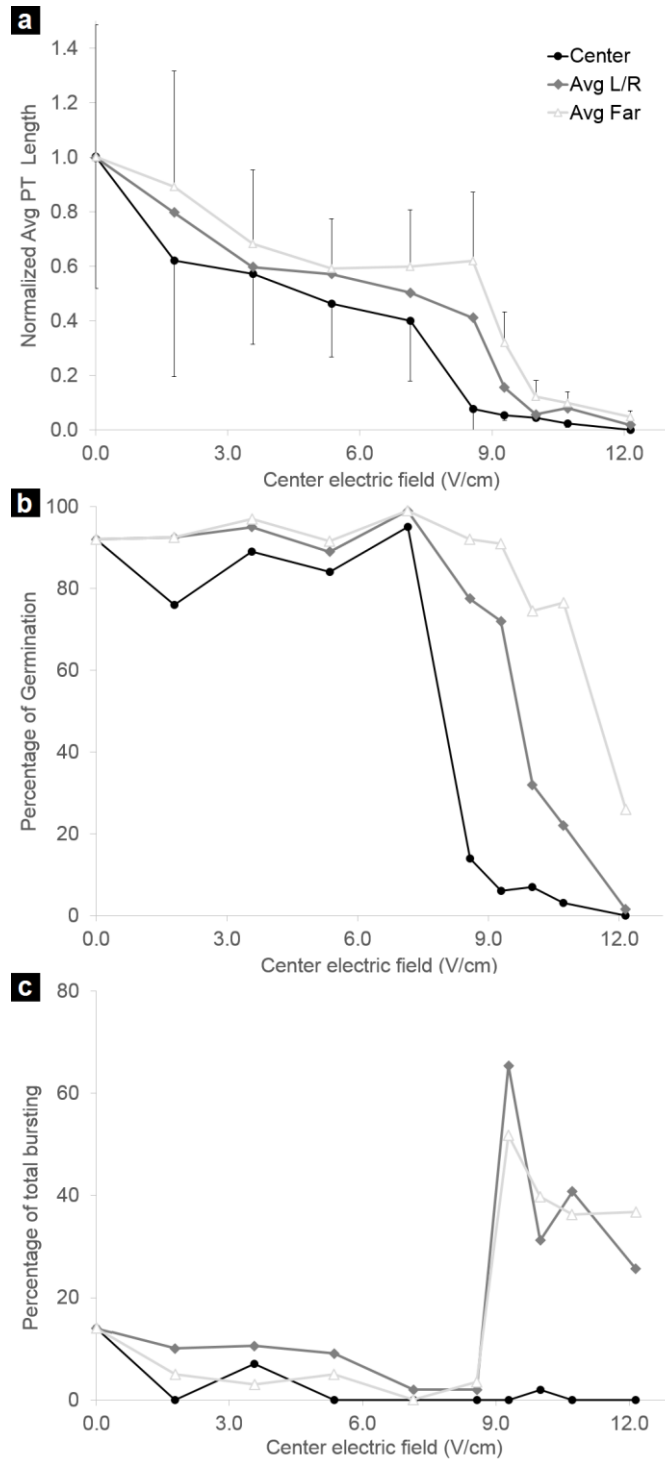 a
Center
Avg L/R
Avg Far
Normalized Avg PT Length
1.4
1.2
1.0
0.8
0.6
0.4
0.2
0.0
0.0 3.0 6.0 9.0 12.0
Center electric field (V/cm)
b
Percentage of Germination
100
80
60
40
20
0
0.0 3.0 6.0 9.0 12.0
Center electric field (V/cm)
c
Percentage of total bursting
80
60
40
20
0
0.0 3.0 6.0 9.0 12.0
Center electric field (V/cm)